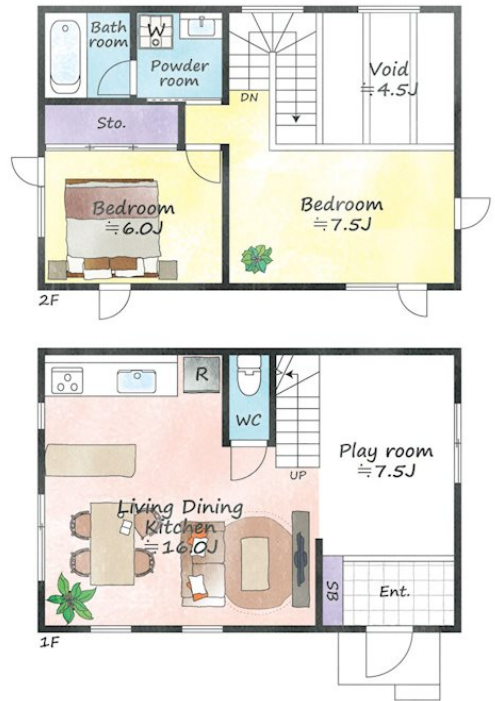 Bath
room
W
Powder
room
Void
≒4.5J
DN
Sto.
Bedroom
≒6.0J
Bedroom
≒7.5J
2F
R
WC
UP
Play room
≒7.5J
Living Dining
Kitchen
≒16.0J
SB
Ent.
1F